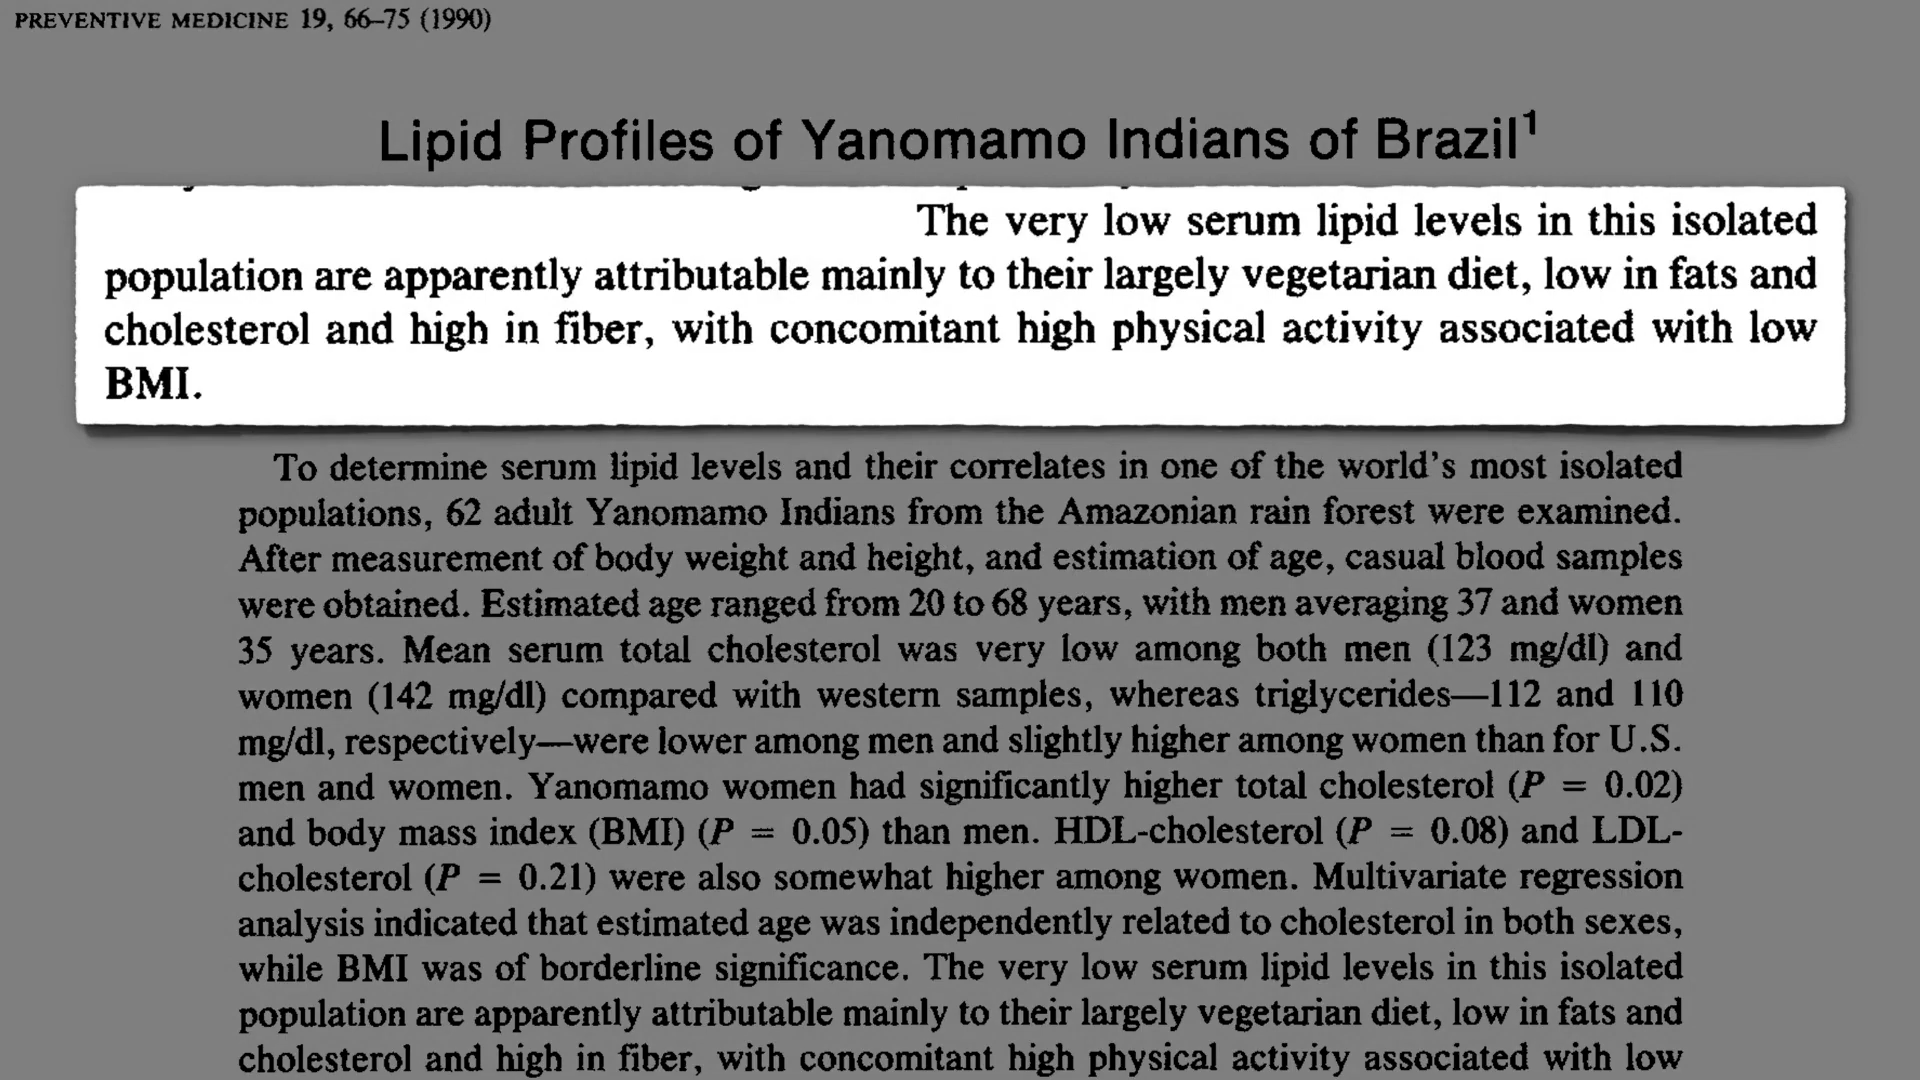 PREVENTIVE MEDICINE 19, 66–75 (1990)
Lipid Profiles of Yanomamo Indians of Brazil¹
The very low serum lipid levels in this isolated
population are apparently attributable mainly to their largely vegetarian diet, low in fats and
cholesterol and high in fiber, with concomitant high physical activity associated with low
BMI.
To determine serum lipid levels and their correlates in one of the world's most isolated
populations, 62 adult Yanomamo Indians from the Amazonian rain forest were examined.
After measurement of body weight and height, and estimation of age, casual blood samples
were obtained. Estimated age ranged from 20 to 68 years, with men averaging 37 and women
35 years. Mean serum total cholesterol was very low among both men (123 mg/dl) and
women (142 mg/dl) compared with western samples, whereas triglycerides—112 and 110
mg/dl, respectively—were lower among men and slightly higher among women than for U.S.
men and women. Yanomamo women had significantly higher total cholesterol (P = 0.02)
and body mass index (BMI) (P = 0.05) than men. HDL-cholesterol (P = 0.08) and LDL-
cholesterol (P = 0.21) were also somewhat higher among women. Multivariate regression
analysis indicated that estimated age was independently related to cholesterol in both sexes,
while BMI was of borderline significance. The very low serum lipid levels in this isolated
population are apparently attributable mainly to their largely vegetarian diet, low in fats and
cholesterol and high in fiber, with concomitant high physical activity associated with low